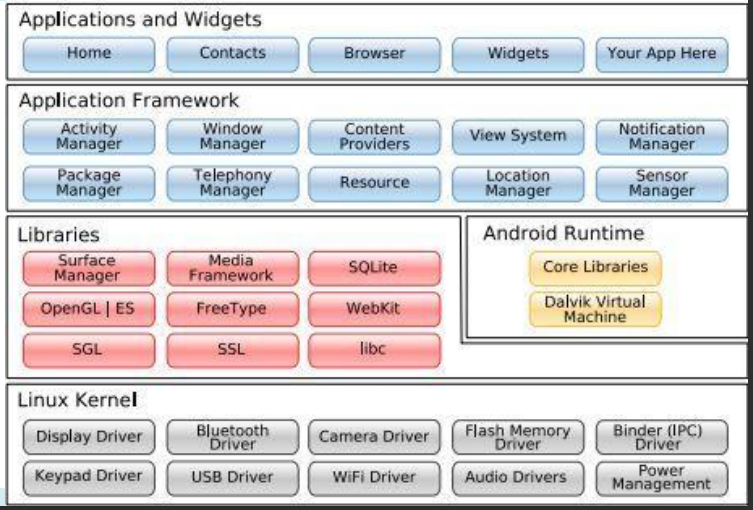 Applications and Widgets
Home
Contacts
Browser
Widgets
Your App Here
Application Framework
Activity
Manager
Window
Manager
Content
Providers
View System
Notification
Manager
Package
Manager
Telephony
Manager
Resource
Location
Manager
Sensor
Manager
Libraries
Surface
Manager
Media
Framework
SQLite
OpenGL | ES
FreeType
WebKit
SGL
SSL
libc
Android Runtime
Core Libraries
Dalvik Virtual
Machine
Linux Kernel
Display Driver
Bluetooth
Driver
Camera Driver
Flash Memory
Driver
Binder (IPC)
Driver
Keypad Driver
USB Driver
WiFi Driver
Audio Drivers
Power
Management